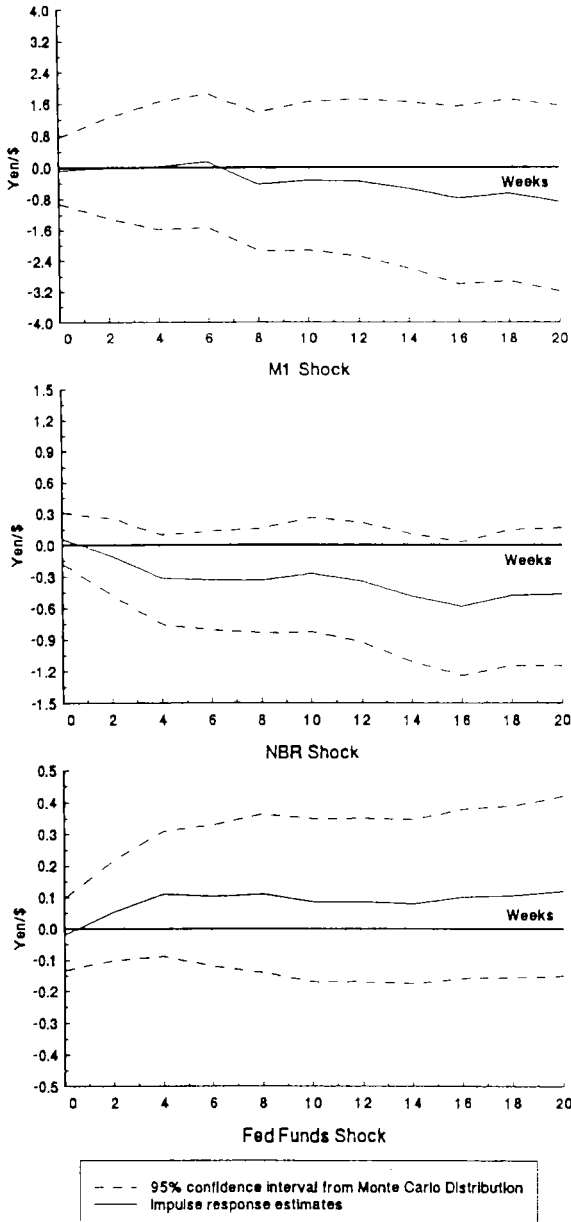 4.0
3.2
2.4
1.6
0.8
0.0
-0.8
-1.6
-2.4
-3.2
-4.0
Yen/$
Weeks
0 2 4 6 8 10 12 14 16 18 20
M1 Shock
1.5
1.2
0.9
0.6
0.3
0.0
-0.3
-0.6
-0.9
-1.2
-1.5
Yen/$
Weeks
0 2 4 6 8 10 12 14 16 18 20
NBR Shock
0.5
0.4
0.3
0.2
0.1
0.0
-0.1
-0.2
-0.3
-0.4
-0.5
Yen/$
Weeks
0 2 4 6 8 10 12 14 16 18 20
Fed Funds Shock
95% confidence interval from Monte Carlo Distribution
Impulse response estimates